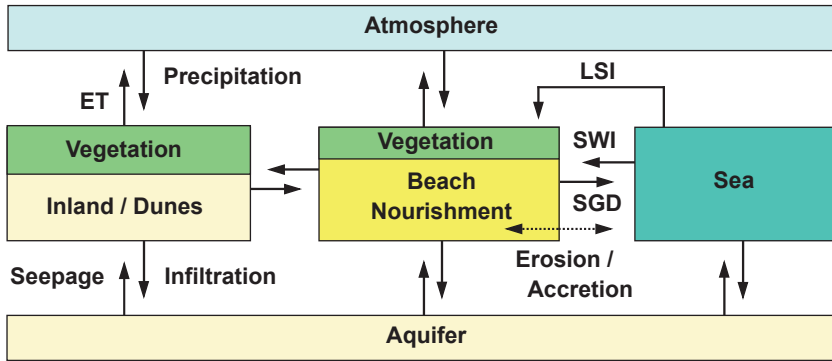 Atmosphere
Precipitation
LSI
ET
Vegetation
Vegetation
SWI
Inland / Dunes
Beach
Nourishment
Sea
SGD
Seepage
Infiltration
Erosion /
Accretion
Aquifer